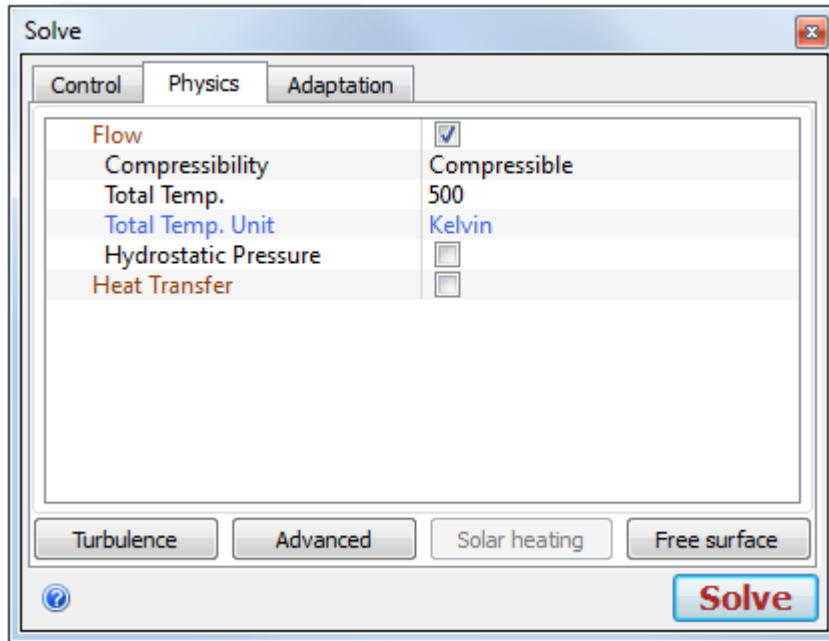 Solve
Control Physics Adaptation
Flow
Compressibility Compressible
Total Temp. 500
Total Temp. Unit Kelvin
Hydrostatic Pressure
Heat Transfer
Turbulence Advanced Solar heating Free surface
Solve